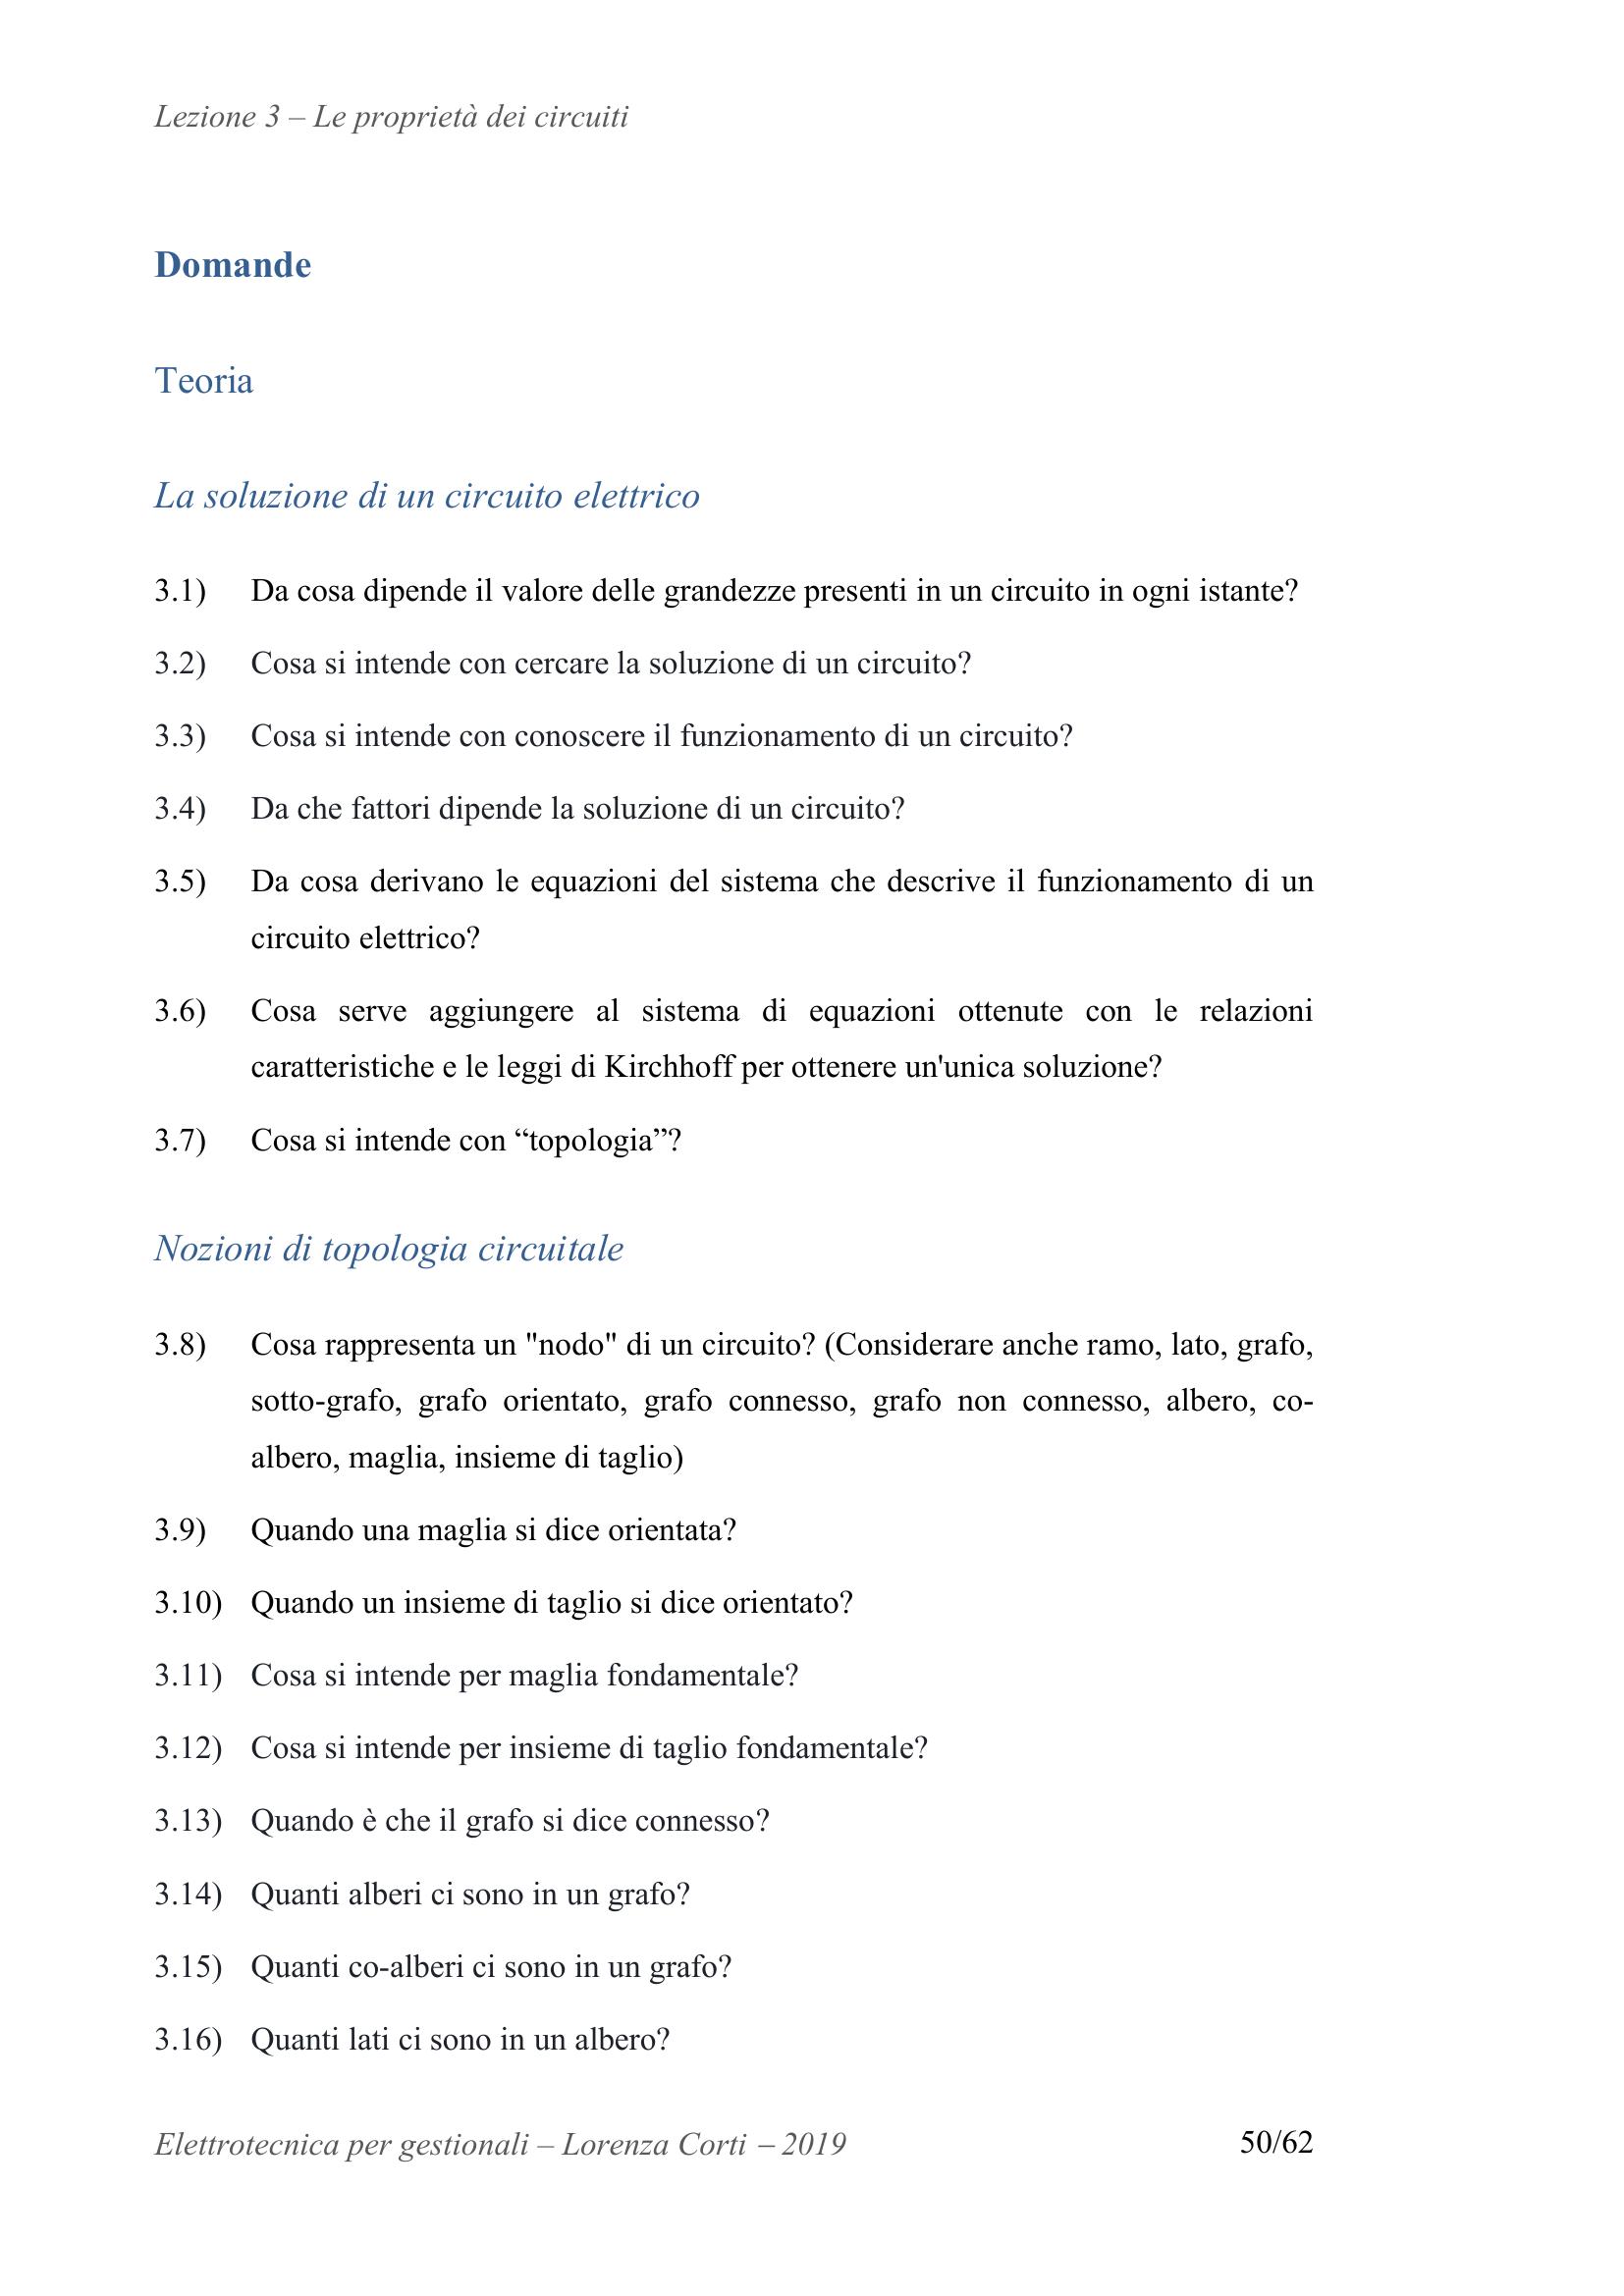 Lezione 3 – Le proprietà dei circuiti
Domande
Teoria
La soluzione di un circuito elettrico
3.1) Da cosa dipende il valore delle grandezze presenti in un circuito in ogni istante?
3.2) Cosa si intende con cercare la soluzione di un circuito?
3.3) Cosa si intende con conoscere il funzionamento di un circuito?
3.4) Da che fattori dipende la soluzione di un circuito?
3.5) Da cosa derivano le equazioni del sistema che descrive il funzionamento di un
circuito elettrico?
3.6) Cosa serve aggiungere al sistema di equazioni ottenute con le relazioni
caratteristiche e le leggi di Kirchhoff per ottenere un'unica soluzione?
3.7) Cosa si intende con “topologia”?
Nozioni di topologia circuitale
3.8) Cosa rappresenta un "nodo" di un circuito? (Considerare anche ramo, lato, grafo,
sotto-grafo, grafo orientato, grafo connesso, grafo non connesso, albero, co-
albero, maglia, insieme di taglio)
3.9) Quando una maglia si dice orientata?
3.10) Quando un insieme di taglio si dice orientato?
3.11) Cosa si intende per maglia fondamentale?
3.12) Cosa si intende per insieme di taglio fondamentale?
3.13) Quando è che il grafo si dice connesso?
3.14) Quanti alberi ci sono in un grafo?
3.15) Quanti co-alberi ci sono in un grafo?
3.16) Quanti lati ci sono in un albero?
Elettrotecnica per gestionali – Lorenza Corti – 2019 50/62